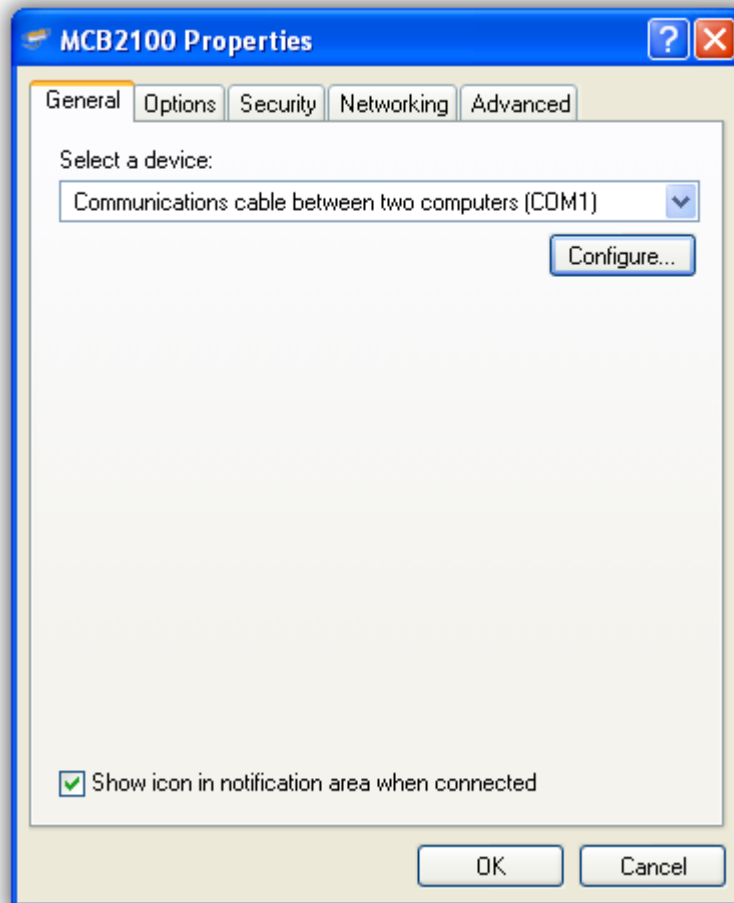 MCB2100 Properties
General Options Security Networking Advanced
Select a device:
Communications cable between two computers (COM1)
Configure...
Show icon in notification area when connected
OK Cancel